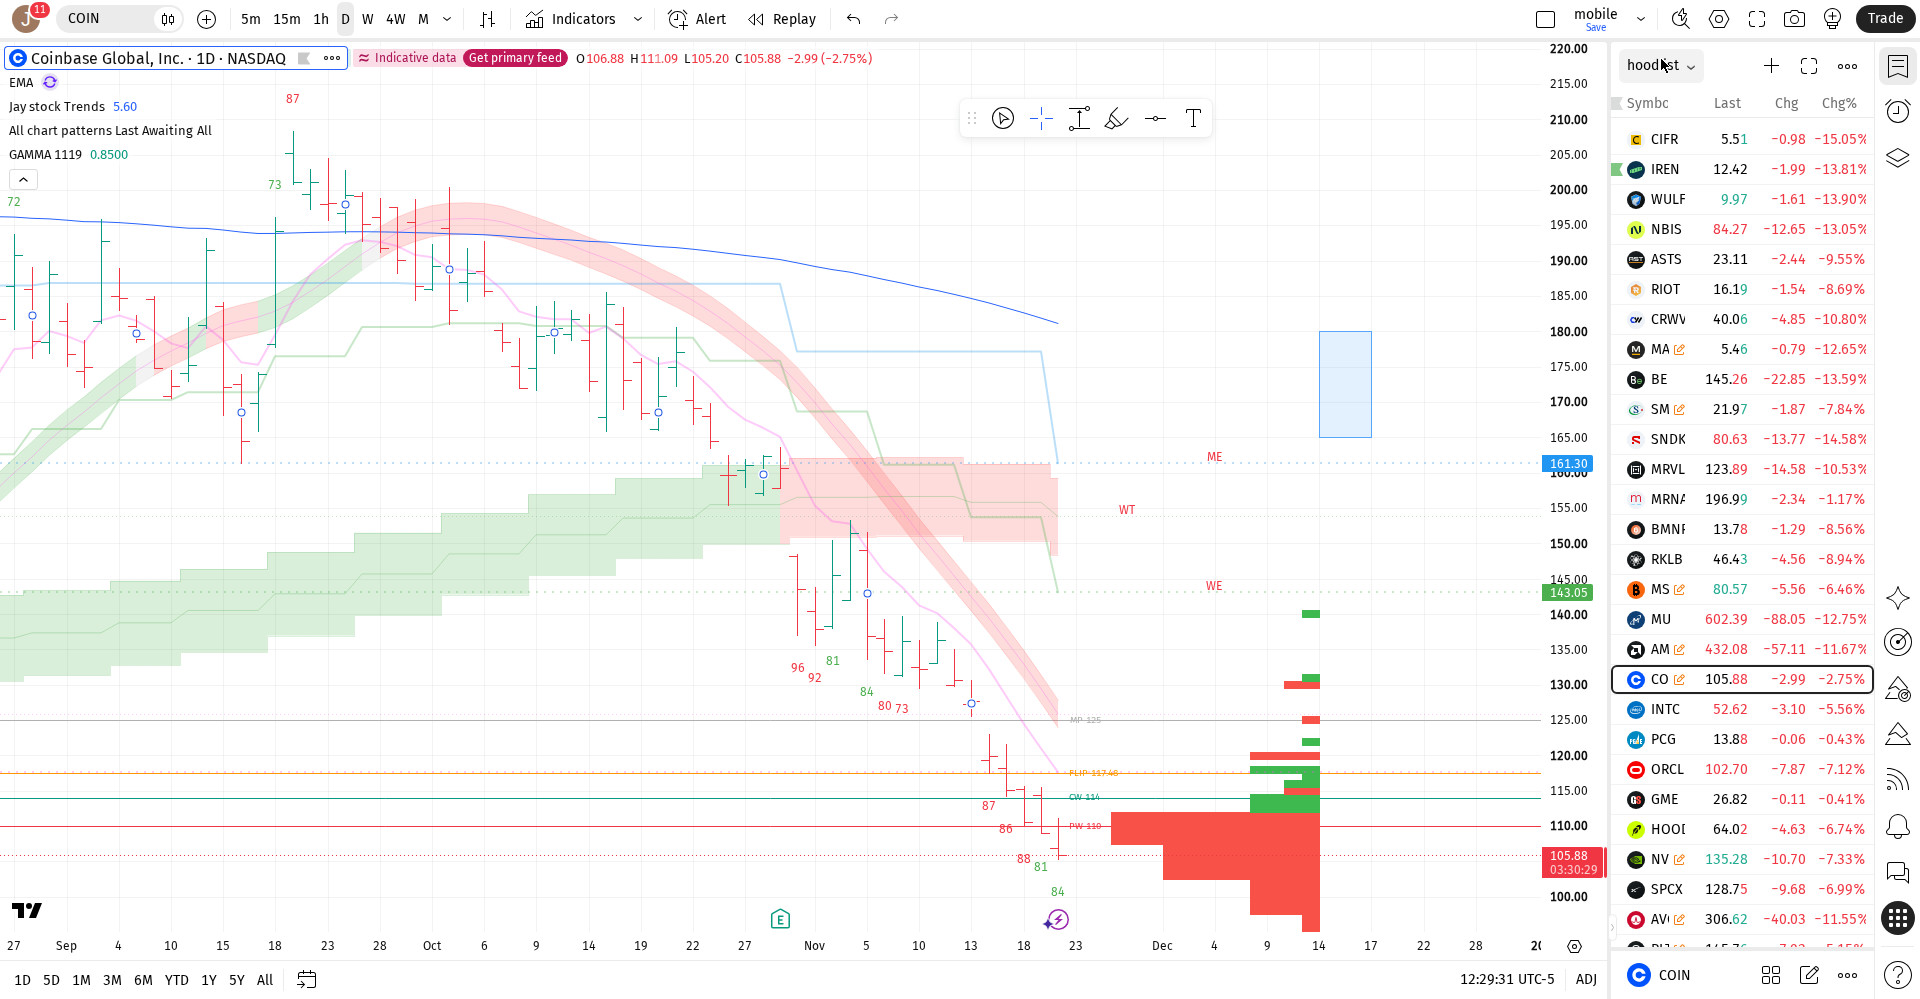 J
11
COIN
5m 15m 1h D W 4W M
Indicators
Alert
Replay
mobile
Save
Trade
Coinbase Global, Inc. · 1D · NASDAQ
Indicative data
Get primary feed
O106.88 H111.09 L105.20 C105.88 −2.99 (−2.75%)
EMA
Jay stock Trends 5.60
All chart patterns Last Awaiting All
GAMMA 1119 0.8500
72
73
87
96
92
81
84
80
73
87
86
88
81
84
ME
WT
WE
MP 125
FLIP 117.48
CW 114
PW 110
E
220.00
215.00
210.00
205.00
200.00
195.00
190.00
185.00
180.00
175.00
170.00
165.00
161.30
160.00
155.00
150.00
145.00
143.05
140.00
135.00
130.00
125.00
120.00
115.00
110.00
105.88
03:30:29
100.00
27 Sep 4 10 15 18 23 28 Oct 6 9 14 19 22 27 Nov 5 10 13 18 23 Dec 4 9 14 17 22 28
1D 5D 1M 3M 6M YTD 1Y 5Y All
12:29:31 UTC-5 ADJ
Last Chg Chg%
CIFR 5.51 −0.98 −15.05%
IREN 12.42 −1.99 −13.81%
WULF 9.97 −1.61 −13.90%
NBIS 84.27 −12.65 −13.05%
ASTS 23.11 −2.44 −9.55%
RIOT 16.19 −1.54 −8.69%
CRWV 40.06 −4.85 −10.80%
MA 5.46 −0.79 −12.65%
BE 145.26 −22.85 −13.59%
SM 21.97 −1.87 −7.84%
SNDK 80.63 −13.77 −14.58%
MRVL 123.89 −14.58 −10.53%
MRNA 196.99 −2.34 −1.17%
BMNR 13.78 −1.29 −8.56%
RKLB 46.43 −4.56 −8.94%
MS 80.57 −5.56 −6.46%
MU 602.39 −88.05 −12.75%
AM 432.08 −57.11 −11.67%
CO 105.88 −2.99 −2.75%
INTC 52.62 −3.10 −5.56%
PCG 13.88 −0.06 −0.43%
ORCL 102.70 −7.87 −7.12%
GME 26.82 −0.11 −0.41%
HOOD 64.02 −4.63 −6.74%
NV 135.28 −10.70 −7.33%
SPCX 128.75 −9.68 −6.99%
AV 306.62 −40.03 −11.55%
COIN